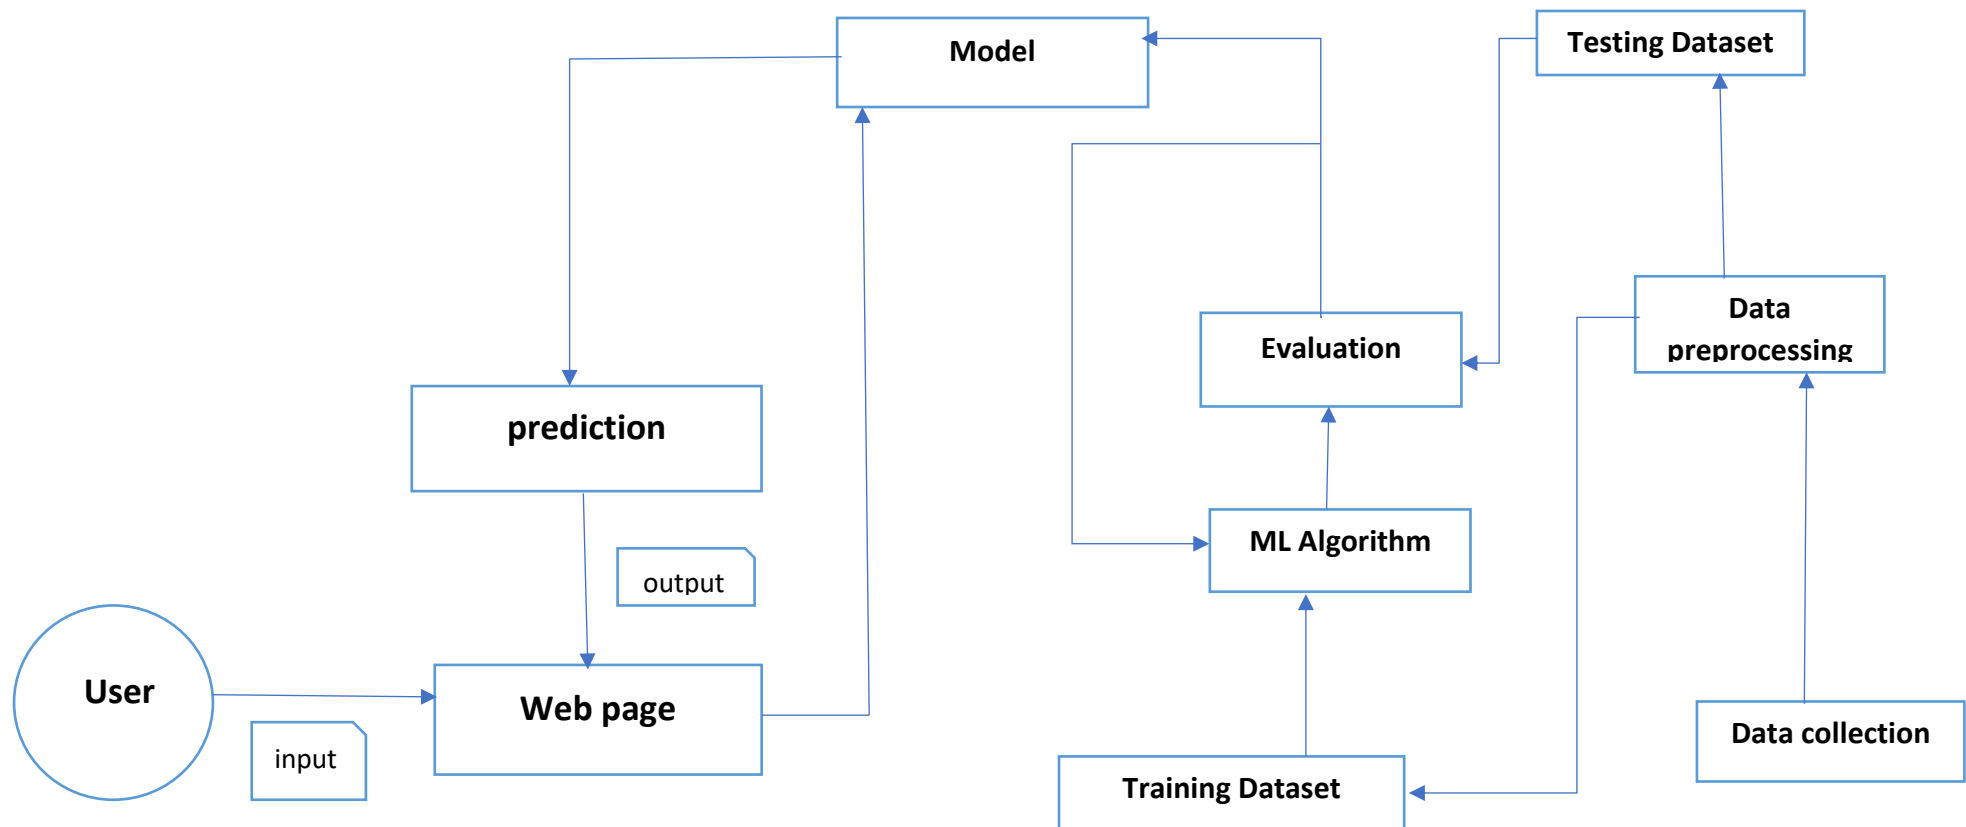 Model
Testing Dataset
Data
preprocessing
Evaluation
prediction
ML Algorithm
output
User
Web page
input
Data collection
Training Dataset